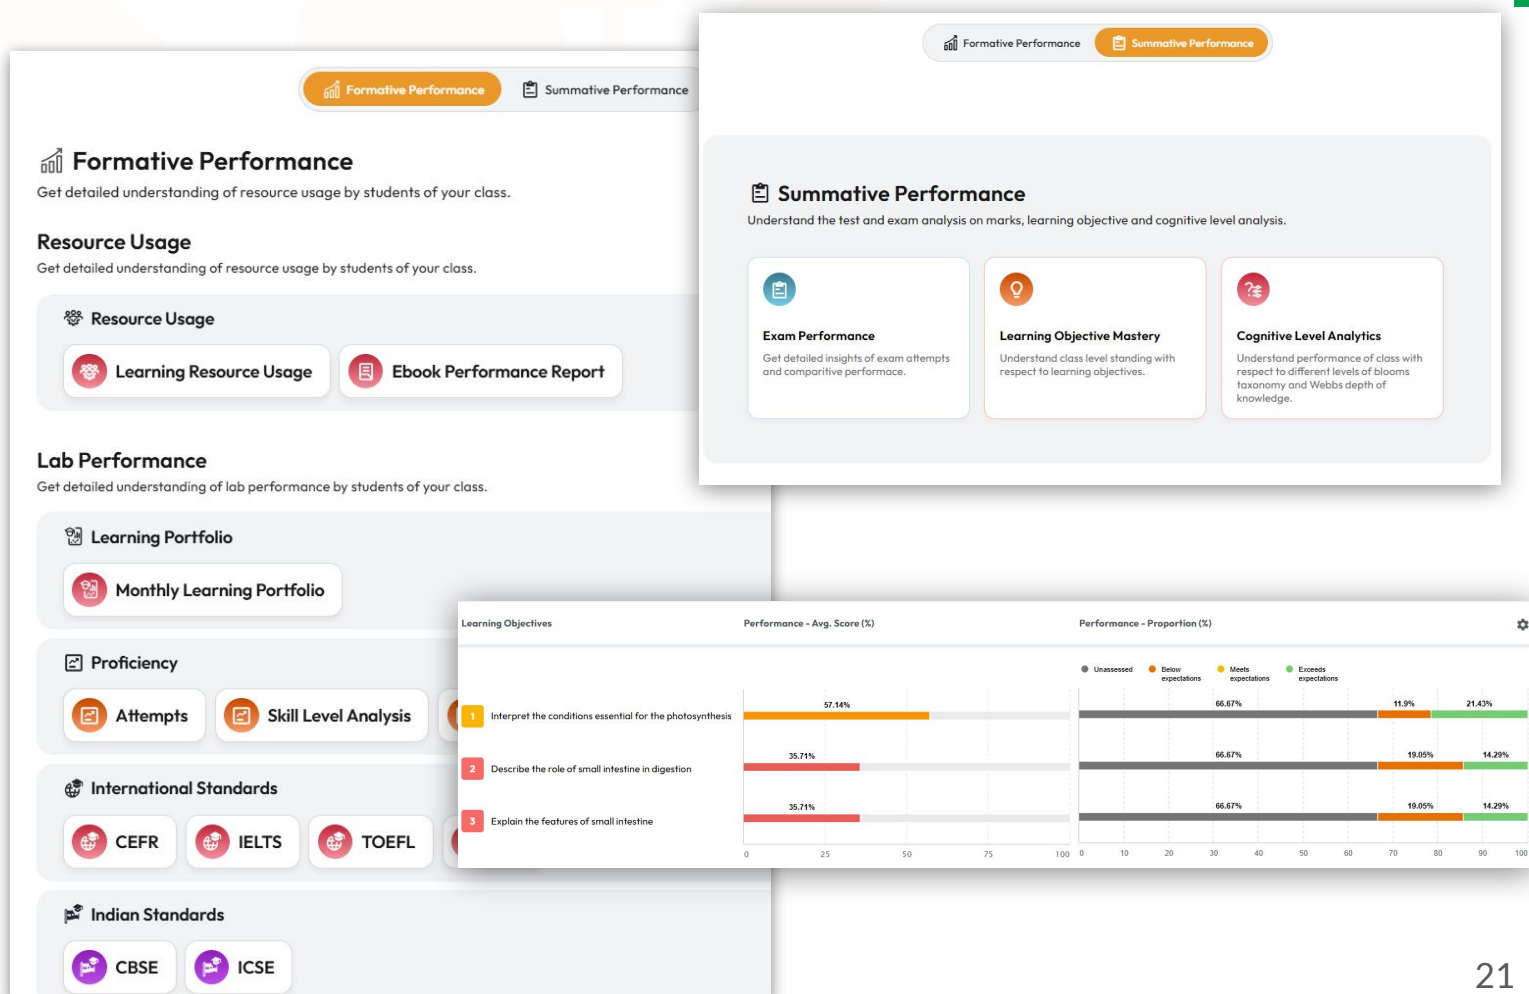 Formative Performance
Summative Performance
Formative Performance
Get detailed understanding of resource usage by students of your class.
Resource Usage
Get detailed understanding of resource usage by students of your class.
Resource Usage
Learning Resource Usage
Ebook Performance Report
Lab Performance
Get detailed understanding of lab performance by students of your class.
Learning Portfolio
Monthly Learning Portfolio
Proficiency
Attempts
Skill Level Analysis
International Standards
CEFR
IELTS
TOEFL
Indian Standards
CBSE
ICSE
Formative Performance
Summative Performance
Summative Performance
Understand the test and exam analysis on marks, learning objective and cognitive level analysis.
Exam Performance
Get detailed insights of exam attempts
and comparitive performace.
Learning Objective Mastery
Understand class level standing with
respect to learning objectives.
Cognitive Level Analytics
Understand performance of class with
respect to different levels of blooms
taxonomy and Webbs depth of
knowledge.
Learning Objectives
Performance - Avg. Score (%)
Performance - Proportion (%)
Unassessed
Below
expectations
Meets
expectations
Exceeds
expectations
1 Interpret the conditions essential for the photosynthesis
57.14%
66.67% 11.9% 21.43%
2 Describe the role of small intestine in digestion
35.71%
66.67% 19.05% 14.29%
3 Explain the features of small intestine
35.71%
66.67% 19.05% 14.29%
0 25 50 75 100
0 10 20 30 40 50 60 70 80 90 100
21